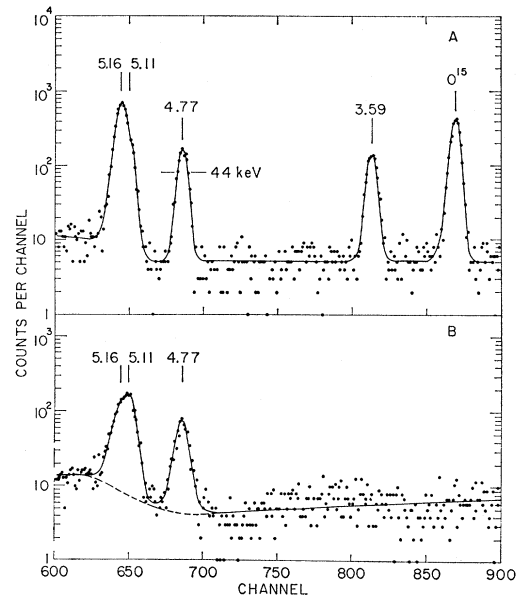 10⁴
A
5.16 5.11
O¹⁵
4.77
3.59
10³
44 keV
10²
10
1
COUNTS PER CHANNEL
B
10³
5.16 5.11 4.77
10²
10
1
600 650 700 750 800 850 900
CHANNEL